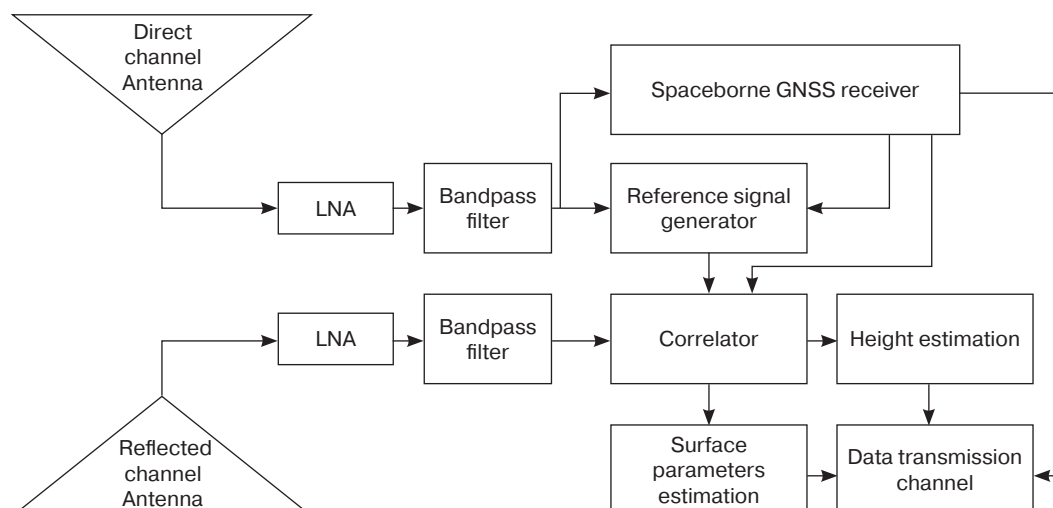 Direct
channel
Antenna
Spaceborne GNSS receiver
LNA
Bandpass
filter
Reference signal
generator
LNA
Bandpass
filter
Correlator
Height estimation
Reflected
channel
Antenna
Surface
parameters
estimation
Data transmission
channel